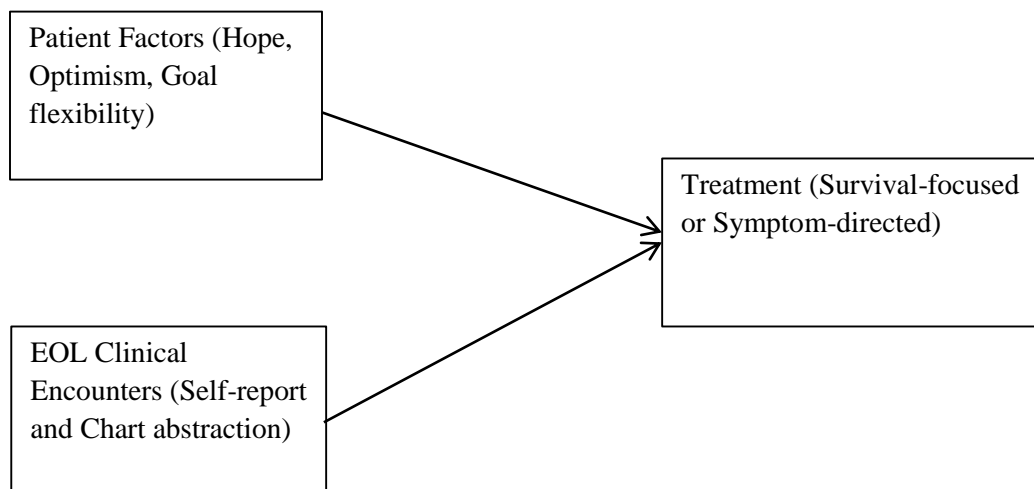 Patient Factors (Hope,
Optimism, Goal
flexibility)
Treatment (Survival-focused
or Symptom-directed)
EOL Clinical
Encounters (Self-report
and Chart abstraction)